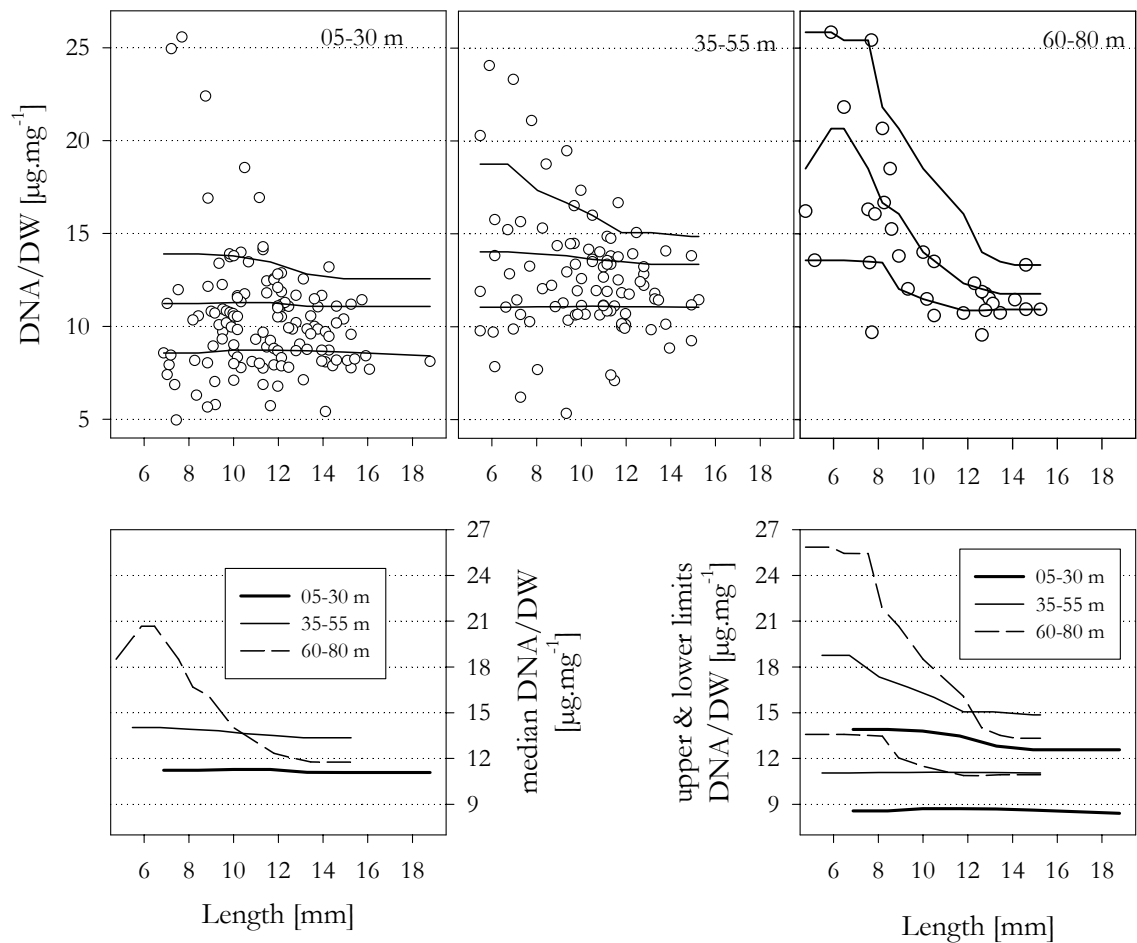 05-30 m
35-55 m
60-80 m
25
20
15
10
5
DNA/DW [µg.mg⁻¹]
6 8 10 12 14 16 18
6 8 10 12 14 16 18
6 8 10 12 14 16 18
27
24
21
18
15
12
9
median DNA/DW
[µg.mg⁻¹]
05-30 m
35-55 m
60-80 m
6 8 10 12 14 16 18
Length [mm]
upper & lower limits
DNA/DW [µg.mg⁻¹]
27
24
21
18
15
12
9
05-30 m
35-55 m
60-80 m
6 8 10 12 14 16 18
Length [mm]